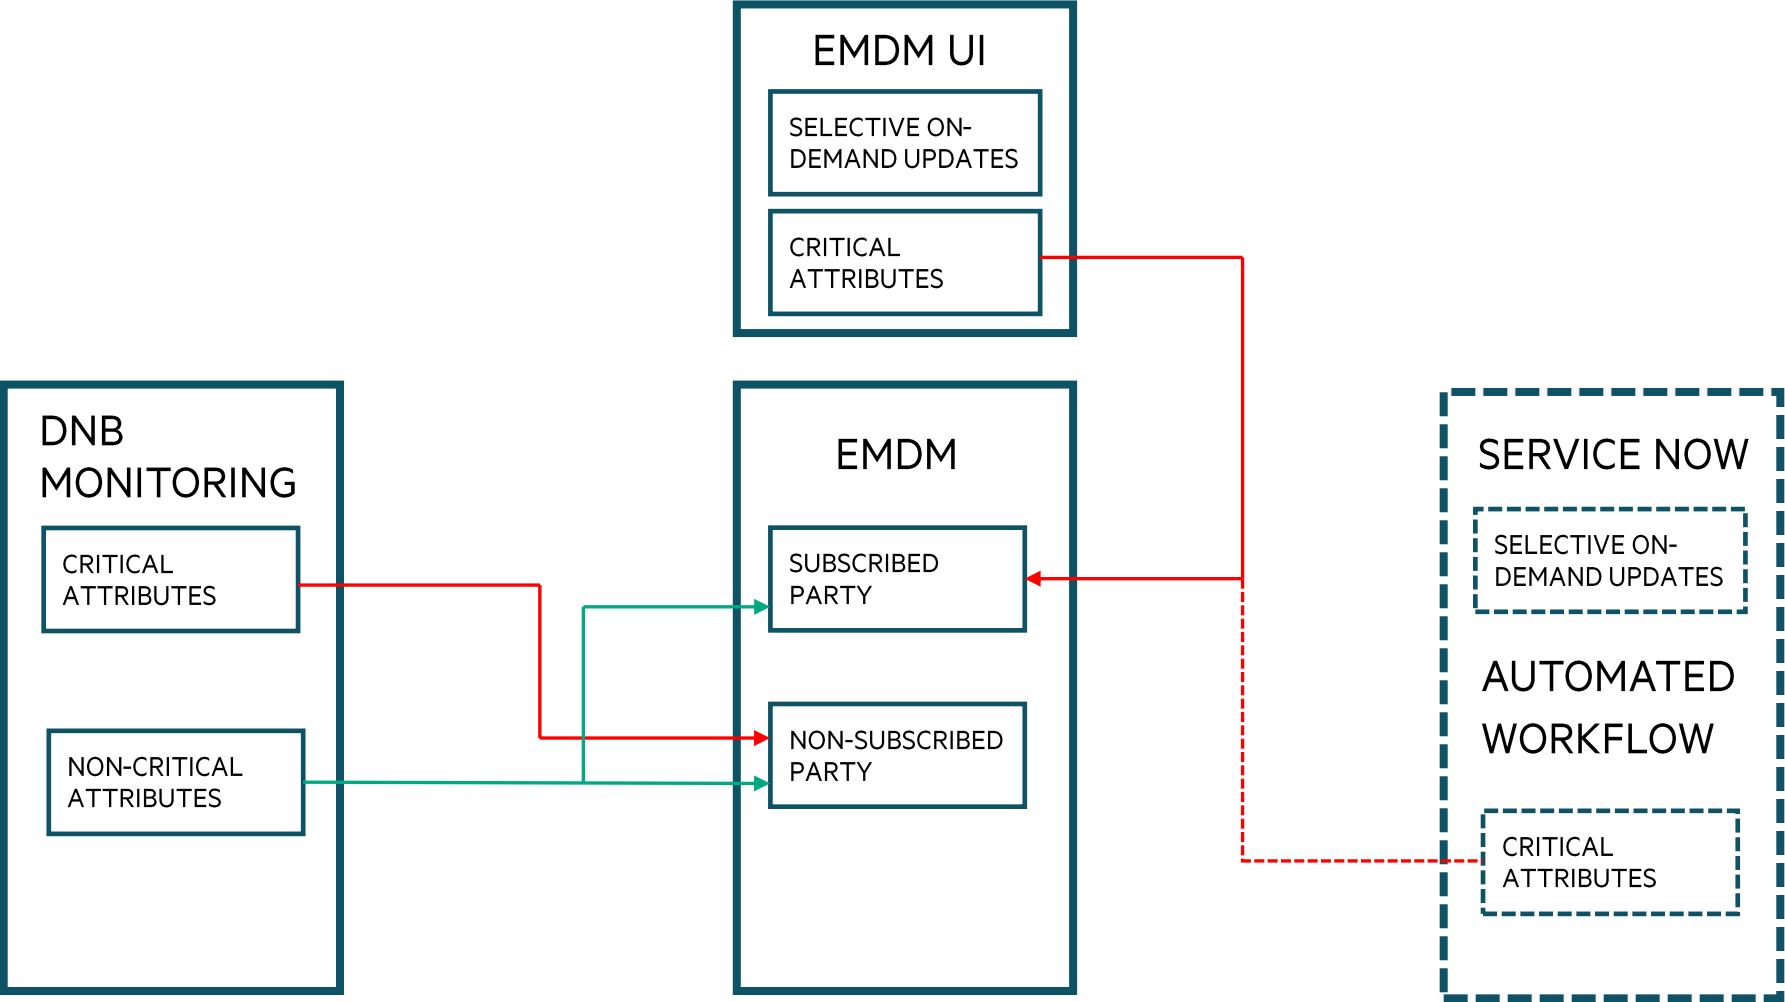 EMDM UI
SELECTIVE ON-
DEMAND UPDATES
CRITICAL
ATTRIBUTES
DNB
MONITORING
CRITICAL
ATTRIBUTES
NON-CRITICAL
ATTRIBUTES
EMDM
SUBSCRIBED
PARTY
NON-SUBSCRIBED
PARTY
SERVICE NOW
SELECTIVE ON-
DEMAND UPDATES
AUTOMATED
WORKFLOW
CRITICAL
ATTRIBUTES